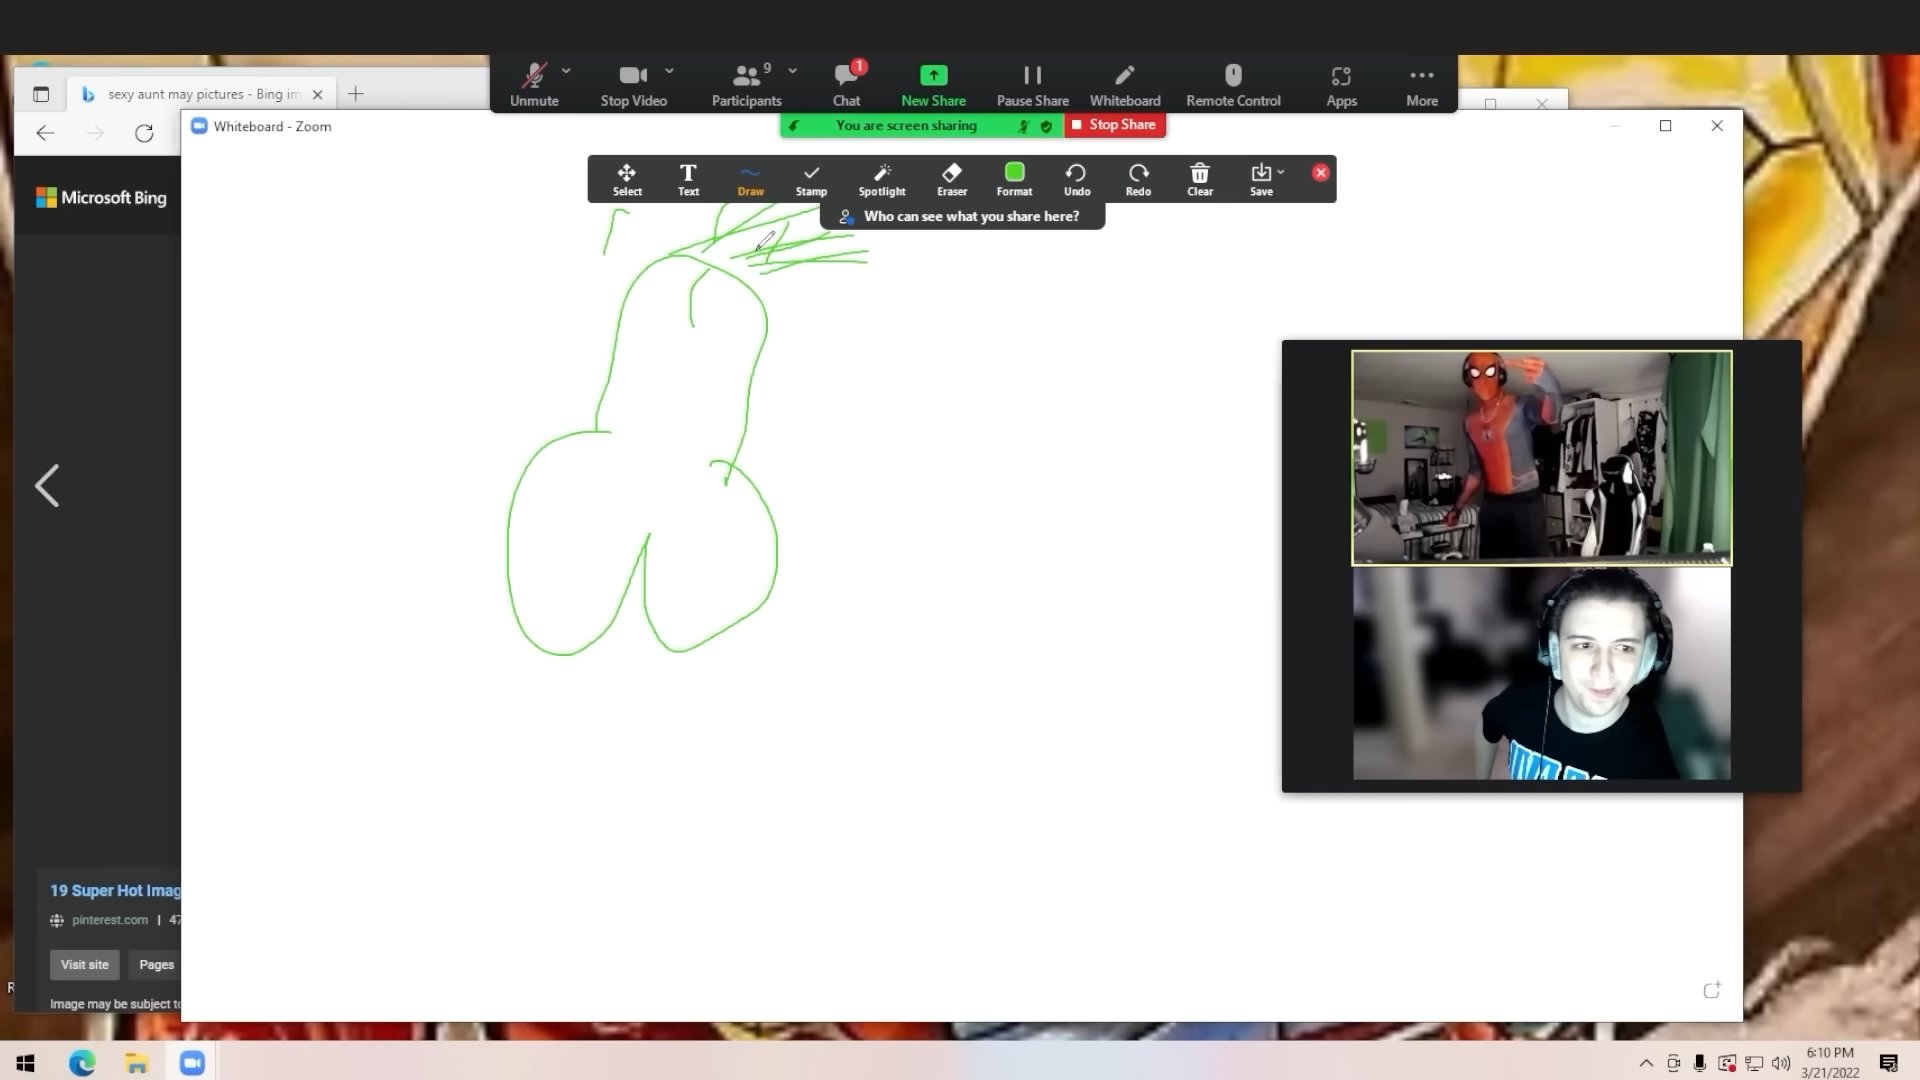 sexy aunt may pictures - Bing im
Unmute
Stop Video
9
Participants
1
Chat
New Share
Pause Share
Whiteboard
Remote Control
Apps
More
Whiteboard - Zoom
You are screen sharing
Stop Share
Select
Text
Draw
Stamp
Spotlight
Eraser
Format
Undo
Redo
Clear
Save
Who can see what you share here?
Microsoft Bing
19 Super Hot Imag
pinterest.com | 47
Visit site
Pages
Image may be subject to
R
6:10 PM
3/21/2022